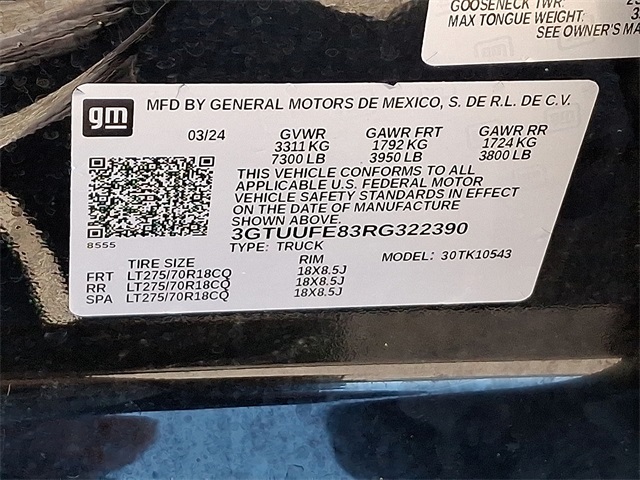 GOOSENECK TWR:
MAX TONGUE WEIGHT:
SEE OWNER'S
gm
MFD BY GENERAL MOTORS DE MEXICO, S. DE R.L. DE C.V.
03/24 GVWR GAWR FRT GAWR RR
3311 KG 1792 KG 1724 KG
7300 LB 3950 LB 3800 LB
THIS VEHICLE CONFORMS TO ALL
APPLICABLE U.S. FEDERAL MOTOR
VEHICLE SAFETY STANDARDS IN EFFECT
ON THE DATE OF MANUFACTURE
SHOWN ABOVE.
3GTUUFE83RG322390
8555
TYPE: TRUCK MODEL: 30TK10543
TIRE SIZE RIM
FRT LT275/70R18CQ 18X8.5J
RR LT275/70R18CQ 18X8.5J
SPA LT275/70R18CQ 18X8.5J